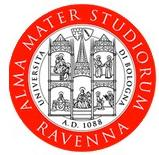 ALMA MATER STUDIORUM
UNIVERSITÀ DI BOLOGNA
A.D. 1088
RAVENNA